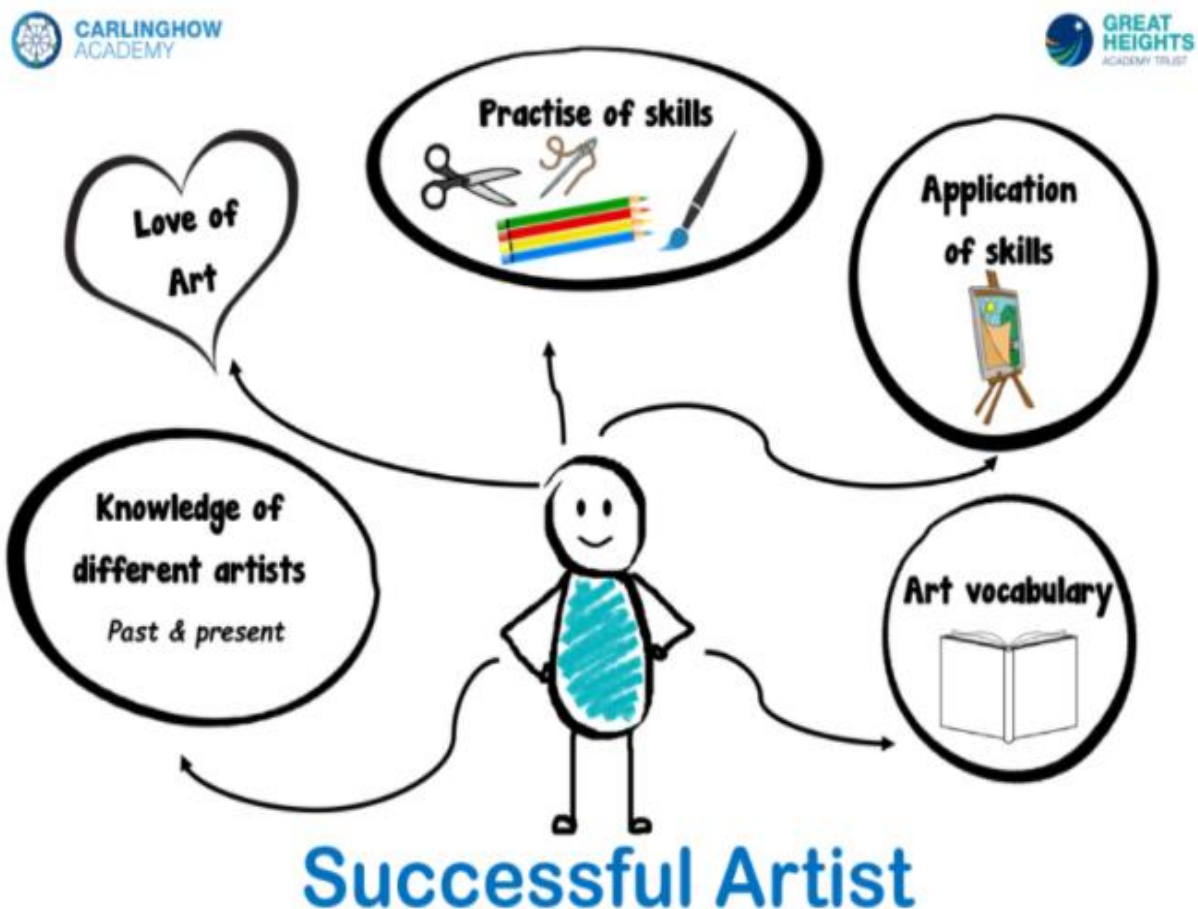 CARLINGHOW
ACADEMY
GREAT
HEIGHTS
ACADEMY TRUST
Practise of skills
Love of
Art
Application
of skills
Knowledge of
different artists
Past & present
Art vocabulary
Successful Artist